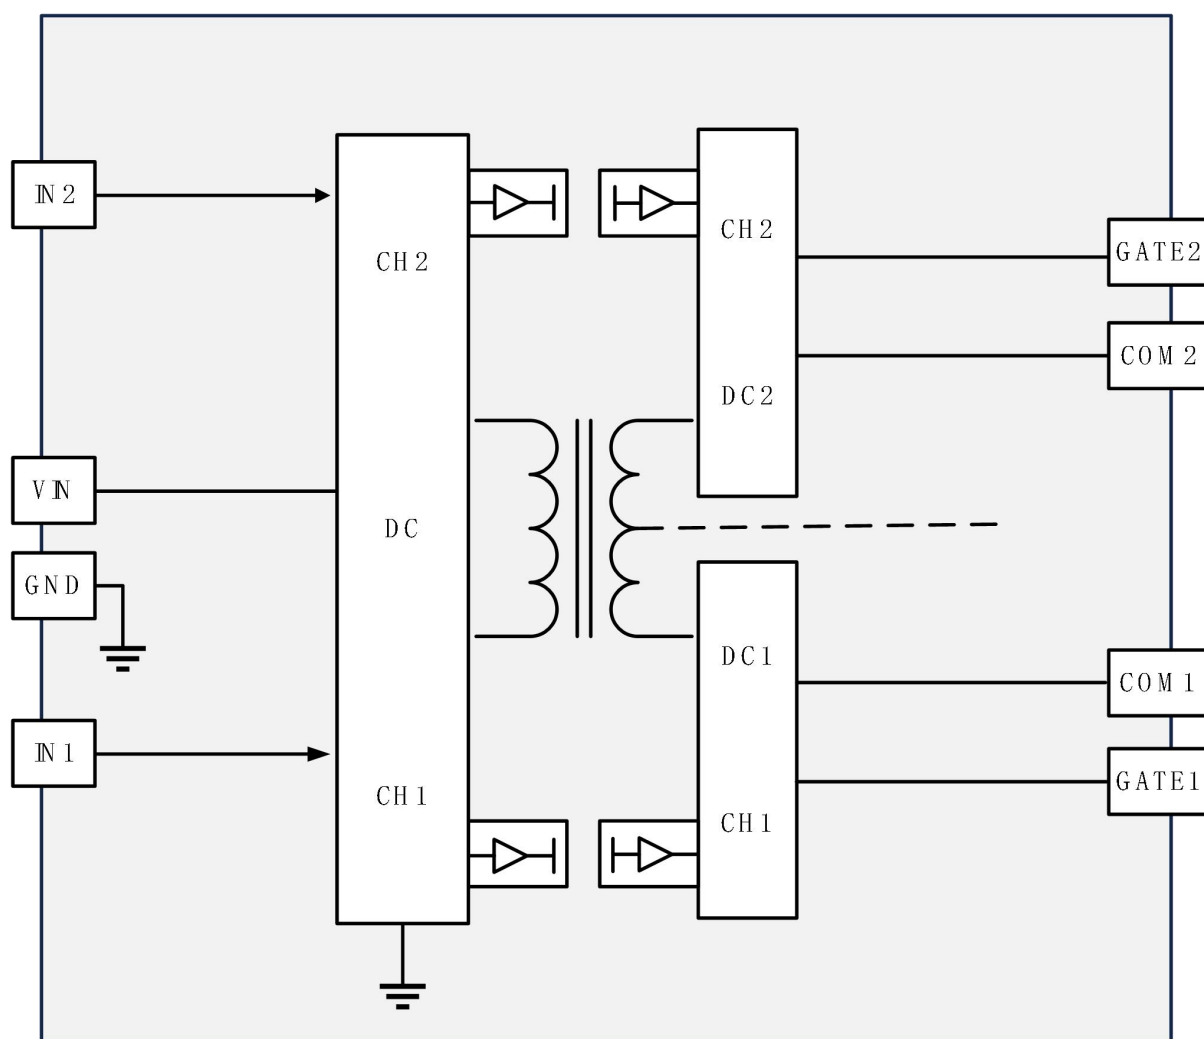 IN2
CH2
CH2
GATE2
COM2
DC2
VIN
DC
GND
DC1
COM1
IN1
GATE1
CH1
CH1